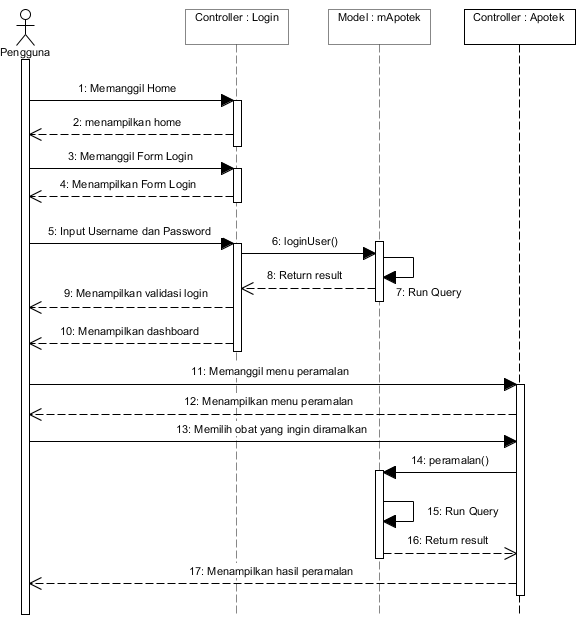 Controller : Login
Model : mApotek
Controller : Apotek
Pengguna
1: Memanggil Home
2: menampilkan home
3: Memanggil Form Login
4: Menampilkan Form Login
5: Input Username dan Password
6: loginUser()
8: Return result
7: Run Query
9: Menampilkan validasi login
10: Menampilkan dashboard
11: Memanggil menu peramalan
12: Menampilkan menu peramalan
13: Memilih obat yang ingin diramalkan
14: peramalan()
15: Run Query
16: Return result
17: Menampilkan hasil peramalan